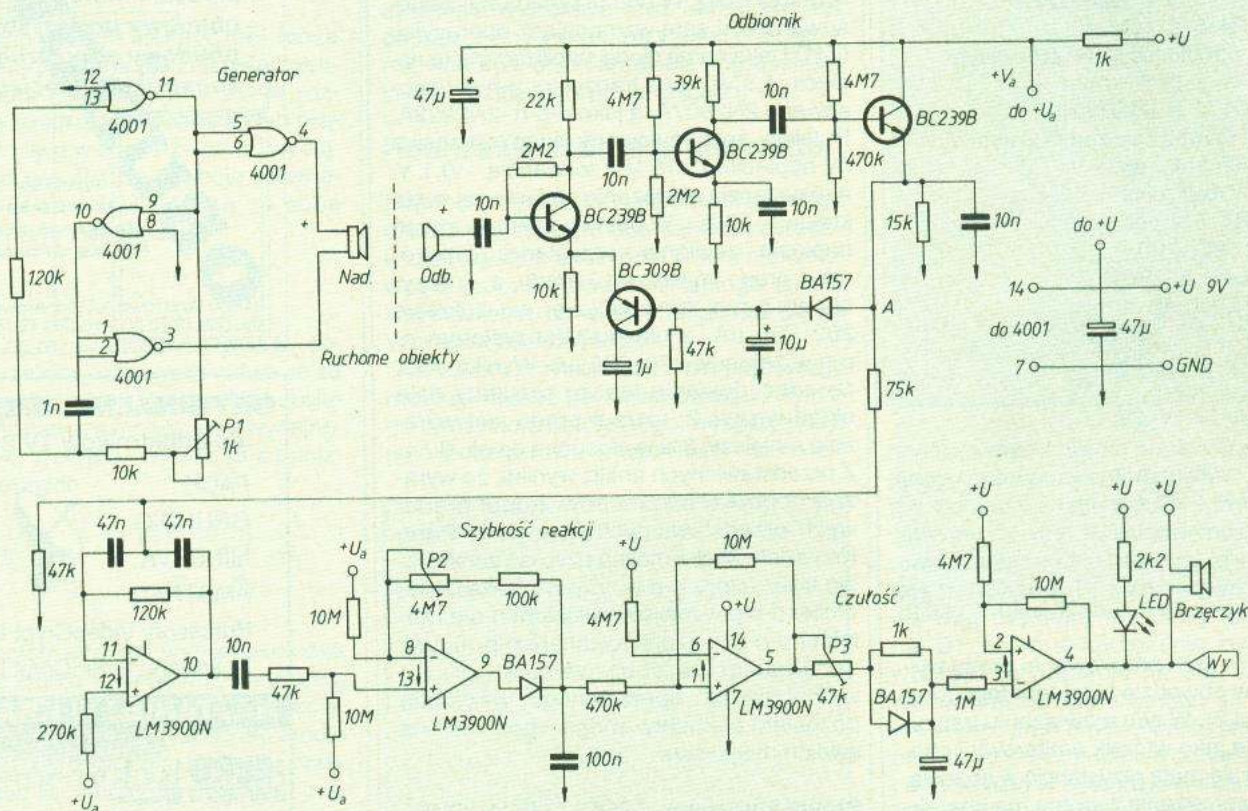 Odbiornik
Generator
12
13
11
4001
5
6
4
4001
10
9
8
4001
120k
1
2
3
4001
1n
10k
P1
1k
+
Nad.
Ruchome obiekty
+
Odb.
10n
47µ
+
22k
2M2
BC239B
10k
10n
4M7
2M2
39k
BC239B
10k
10n
10n
4M7
470k
BC239B
15k
10n
+Va
do +Ua
1k
+U
BC309B
1µ
47k
+
10µ
BA157
A
75k
do +U
14
+U 9V
do 4001
47µ
7
GND
47k
47n
47n
120k
11
12
10
LM3900N
270k
+Ua
10n
47k
+Ua
10M
10M
+Ua
Szybkość reakcji
P2
4M7
100k
8
13
9
LM3900N
BA157
100n
470k
+U
4M7
10M
6
1
+U
14
7
5
LM3900N
Czułość
P3
47k
1k
BA157
47µ
1M
+U
4M7
10M
2
3
4
LM3900N
+U
2k2
LED
+U
Brzęczyk
Wy